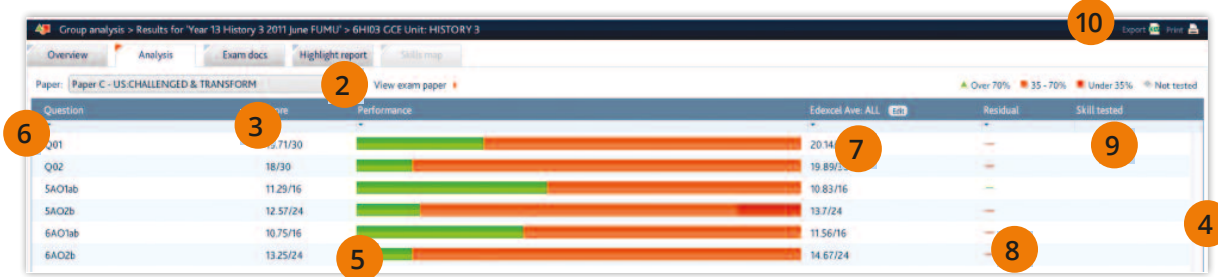 10
Group analysis > Results for 'Year 13 History 3 2011 June FUMU' > 6HI03 GCE Unit: HISTORY 3 Export Print
Overview Analysis Exam docs Highlight report Skills map
Paper: Paper C - US:CHALLENGED & TRANSFORM 2 View exam paper Over 70% 35 - 70% Under 35% Not tested
Question Performance Edexcel Ave: ALL Edit Residual Skill tested
6 3 7 9
Q01 .71/30 20.14
Q02 18/30 19.89/
5AO1ab 11.29/16 10.83/16
5AO2b 12.57/24 13.7/24
4
6AO1ab 10.75/16 11.56/16
6AO2b 13.25/24 5 14.67/24 8